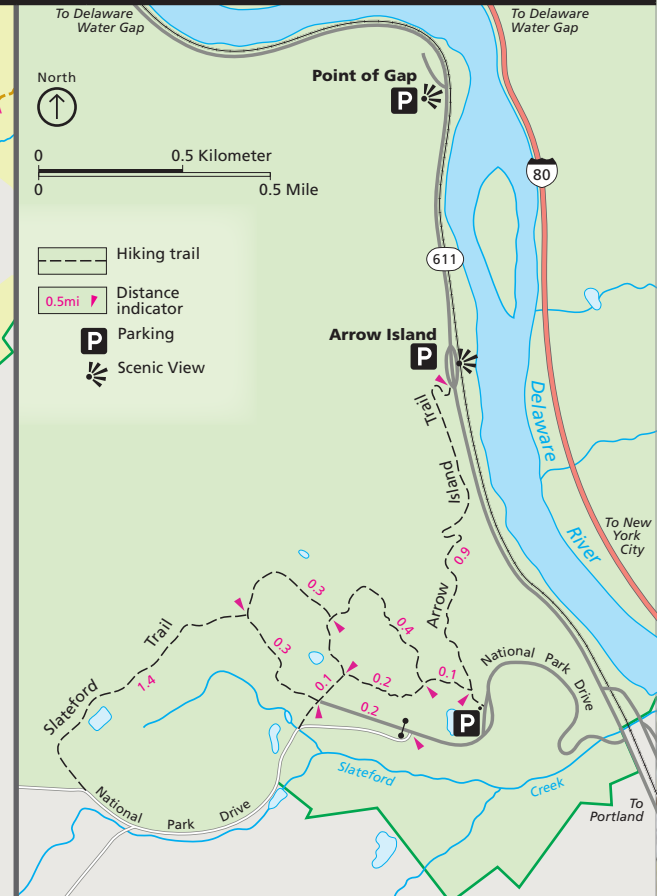 To Delaware
Water Gap
To Delaware
Water Gap
North
Point of Gap
P
0
0.5 Kilometer
0
0.5 Mile
80
611
Hiking trail
0.5mi
Distance
indicator
P
Parking
Scenic View
Arrow Island
P
Delaware
River
Arrow
Island
Trail
0.9
To New
York
City
0.3
0.3
0.4
0.1
0.2
0.1
0.2
Slateford
Trail
1.4
National Park Drive
P
Slateford
Creek
National Park Drive
To
Portland